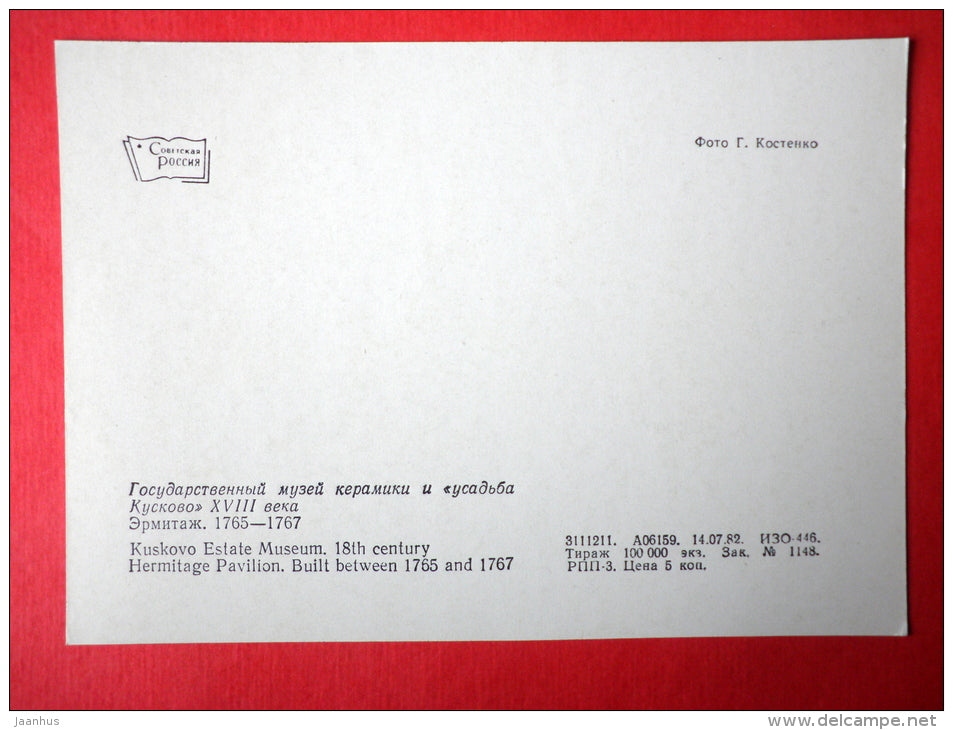 Советская
Россия
Фото Г. Костенко
Государственный музей керамики и «усадьба
Кусково» XVIII века
Эрмитаж. 1765—1767
Kuskovo Estate Museum. 18th century
Hermitage Pavilion. Built between 1765 and 1767
3111211. А06159. 14.07.82. ИЗО-446.
Тираж 100 000 экз. Зак. № 1148.
РПП-3. Цена 5 коп.
jaanhus
www.delcampe.net